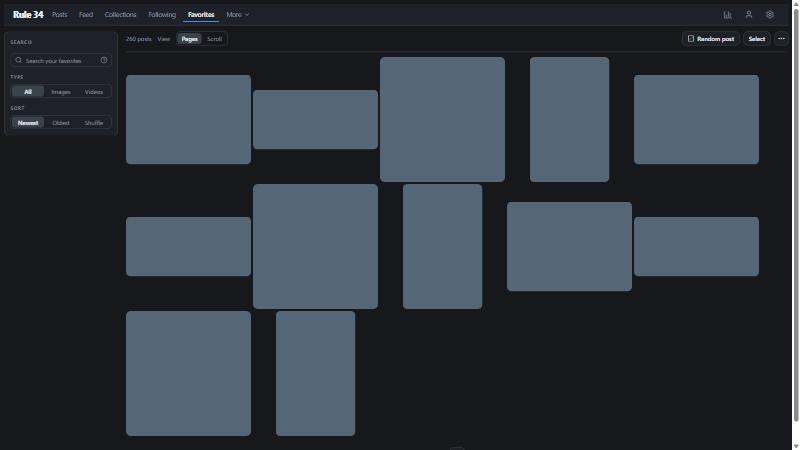 Rule 34 Posts Feed Collections Following Favorites More
SEARCH
Search your favorites
TYPE
All Images Videos
SORT
Newest Oldest Shuffle
260 posts View Pages Scroll
Random post Select